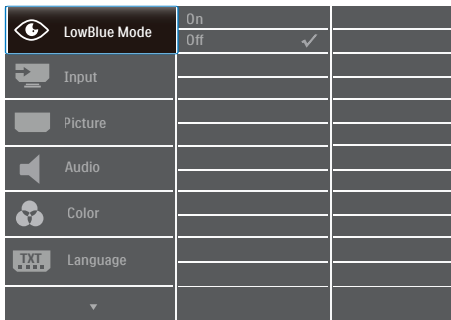 LowBlue Mode
On
Off
Input
Picture
Audio
Color
TXT
Language